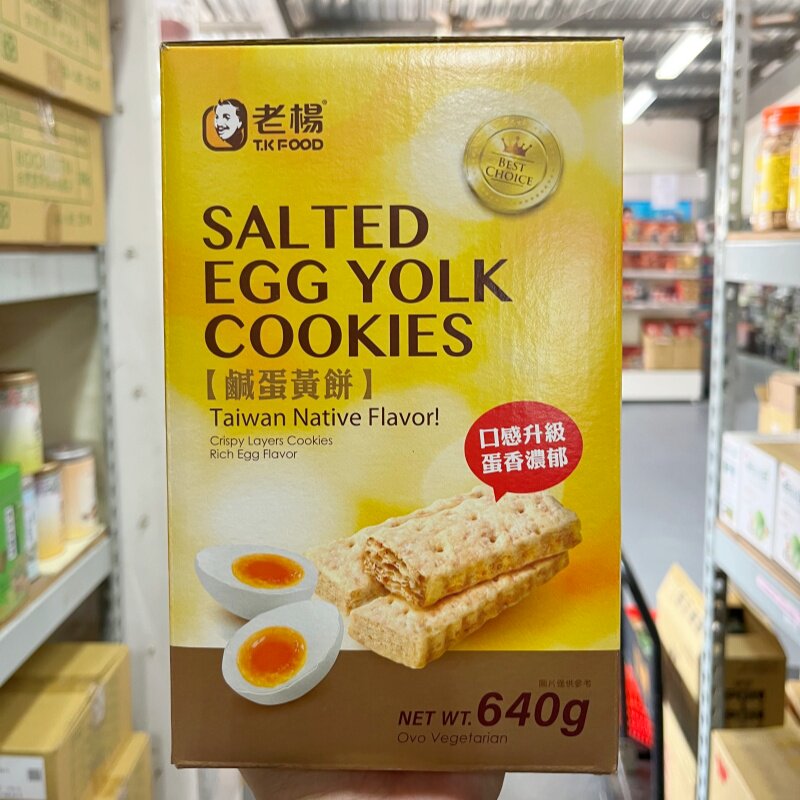 老楊®
T.K FOOD
BEST
CHOICE
SALTED
EGG YOLK
COOKIES
【鹹蛋黃餅】
Taiwan Native Flavor!
Crispy Layers Cookies
Rich Egg Flavor
口感升級
蛋香濃郁
圖片僅供參考
NET WT. 640g
Ovo Vegetarian